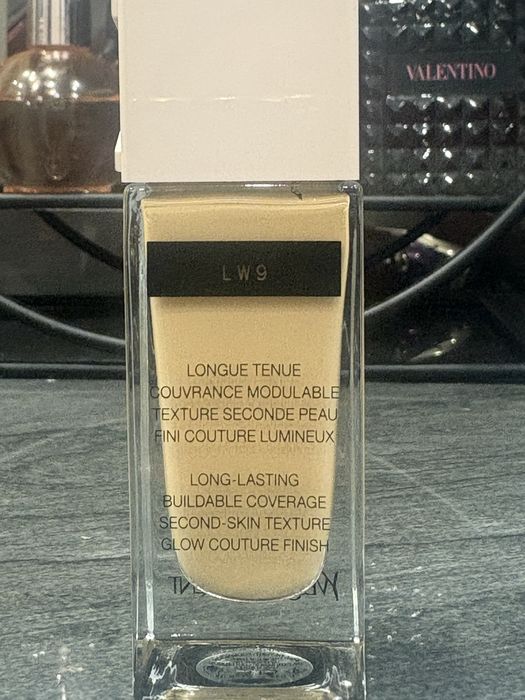 VALENTINO
LW9
LONGUE TENUE
COUVRANCE MODULABLE
TEXTURE SECONDE PEAU
FINI COUTURE LUMINEUX
LONG-LASTING
BUILDABLE COVERAGE
SECOND-SKIN TEXTURE
GLOW COUTURE FINISH